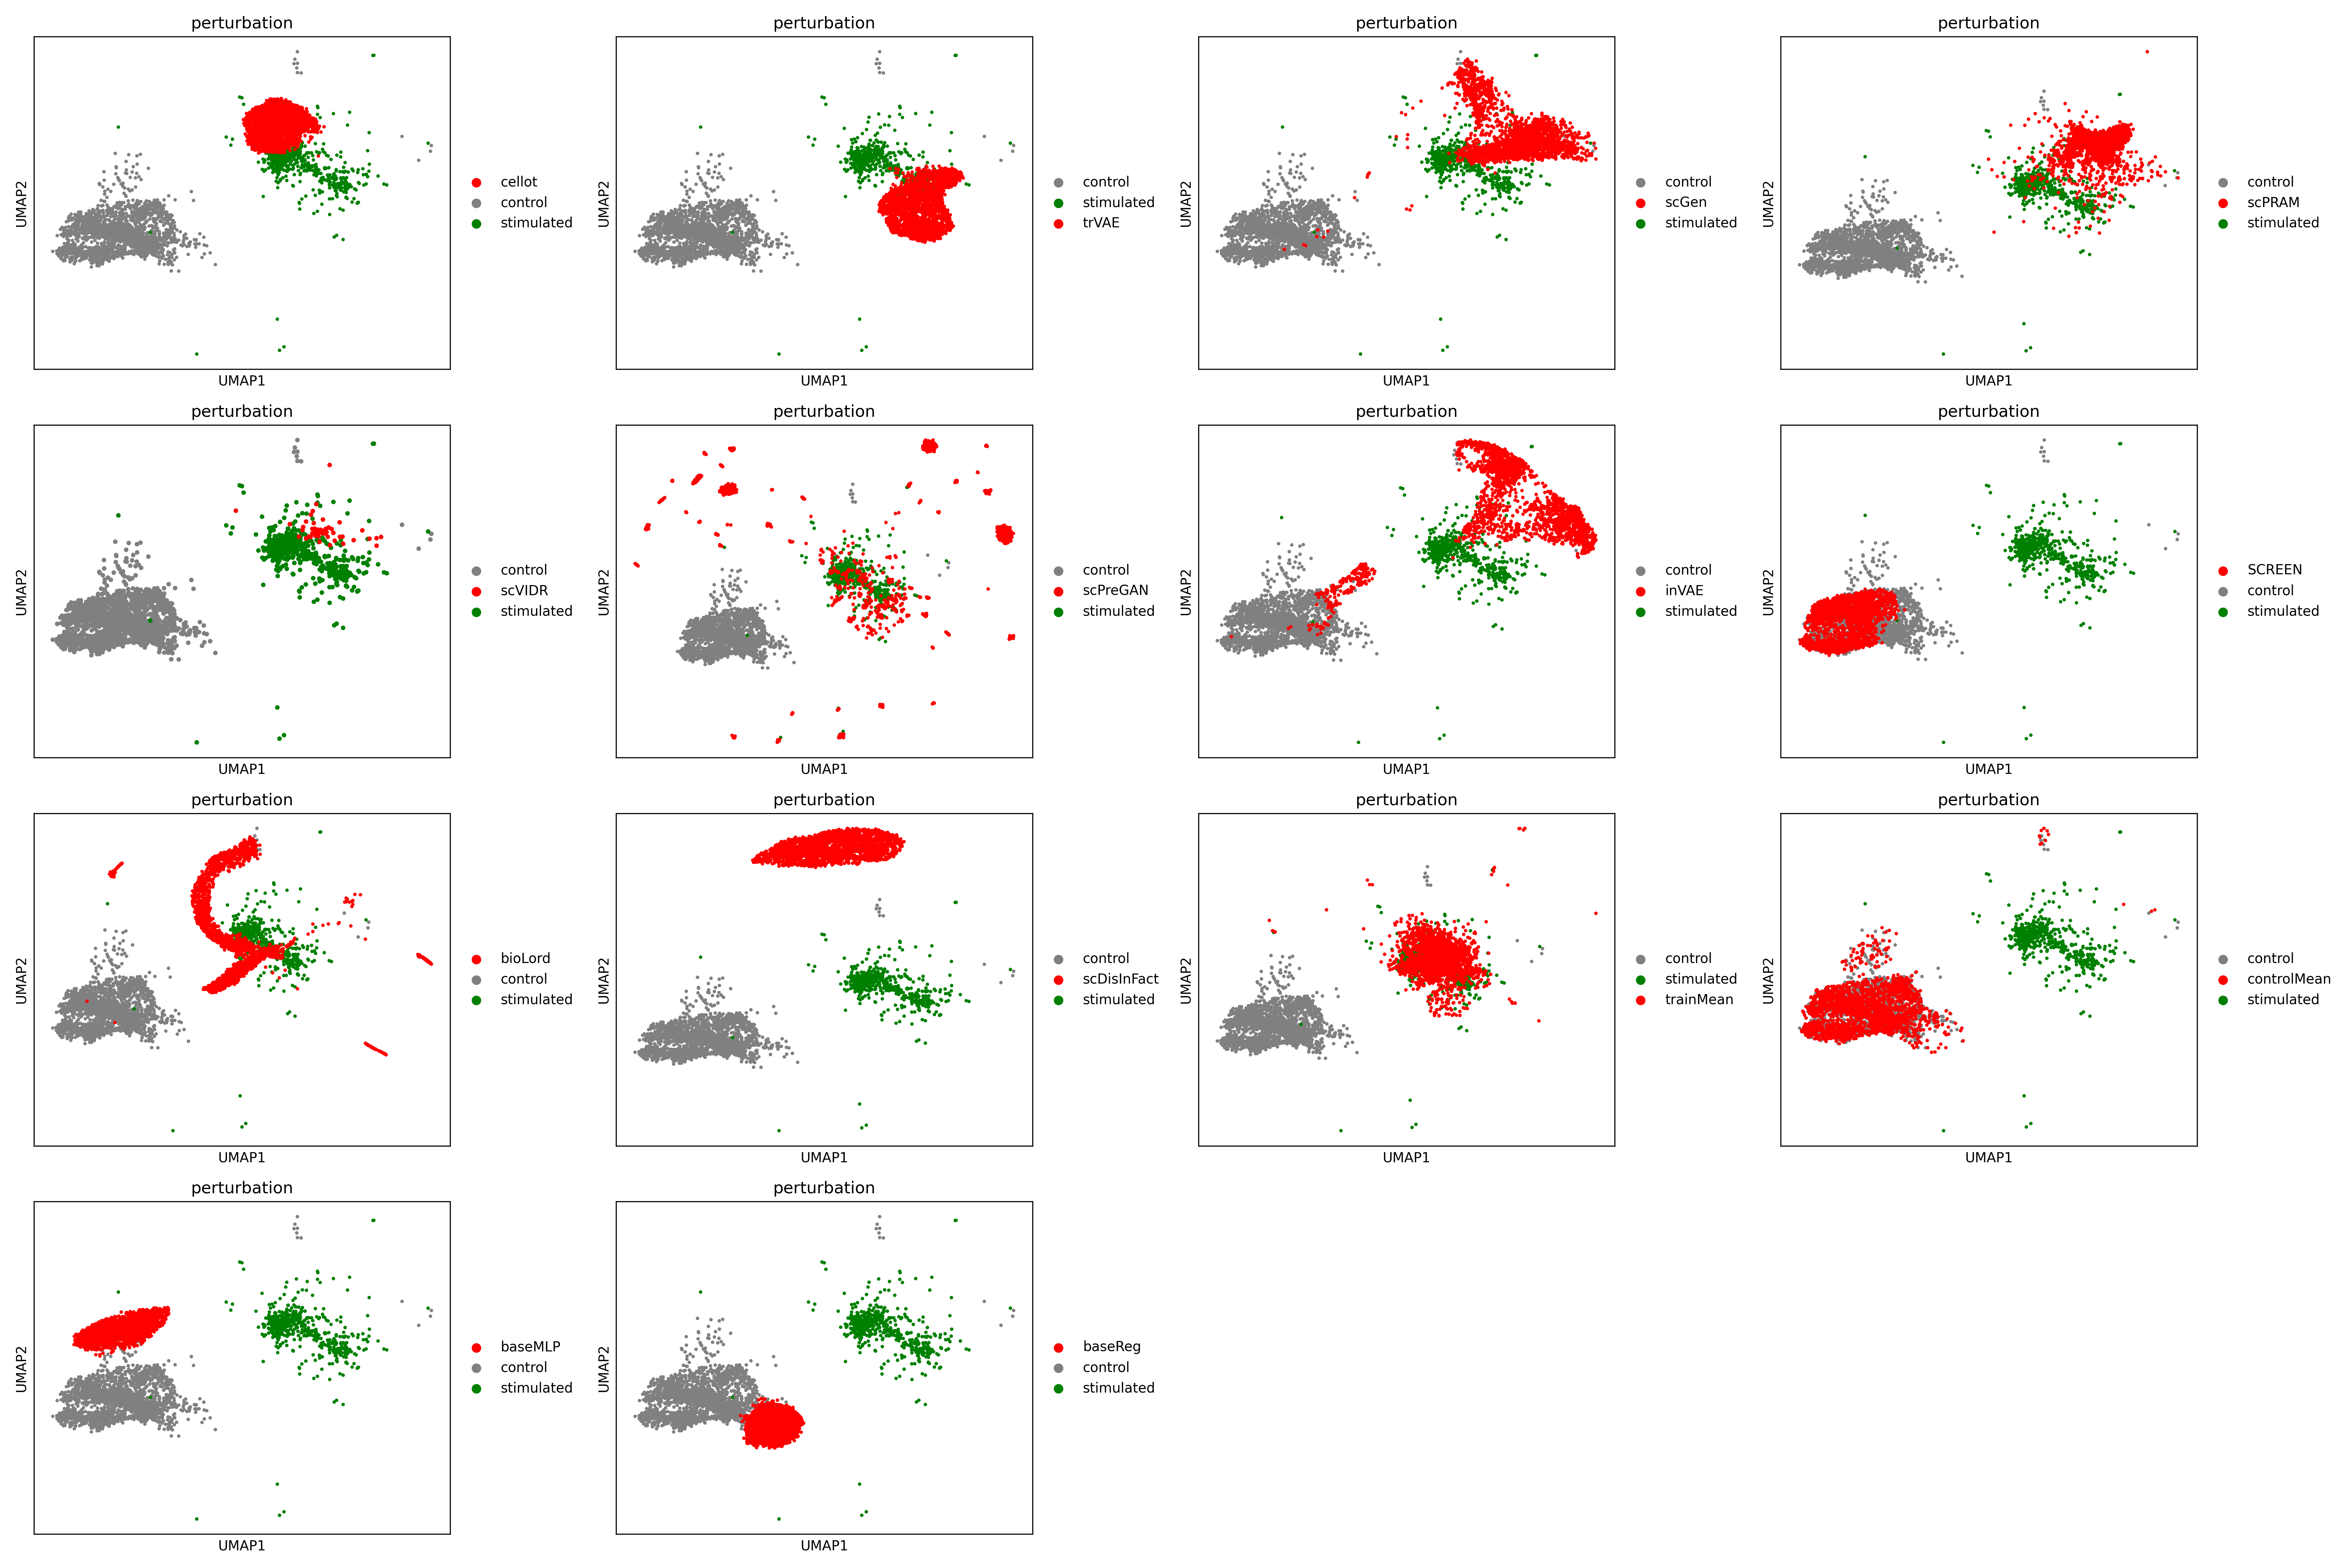 perturbation
UMAP2
UMAP1
cellot
control
stimulated
perturbation
UMAP2
UMAP1
control
stimulated
trVAE
perturbation
UMAP2
UMAP1
control
scGen
stimulated
perturbation
UMAP2
UMAP1
control
scPRAM
stimulated
perturbation
UMAP2
UMAP1
control
scVIDR
stimulated
perturbation
UMAP2
UMAP1
control
scPreGAN
stimulated
perturbation
UMAP2
UMAP1
control
inVAE
stimulated
perturbation
UMAP2
UMAP1
SCREEN
control
stimulated
perturbation
UMAP2
UMAP1
bioLord
control
stimulated
perturbation
UMAP2
UMAP1
control
scDisInFact
stimulated
perturbation
UMAP2
UMAP1
control
stimulated
trainMean
perturbation
UMAP2
UMAP1
control
controlMean
stimulated
perturbation
UMAP2
UMAP1
baseMLP
control
stimulated
perturbation
UMAP2
UMAP1
baseReg
control
stimulated